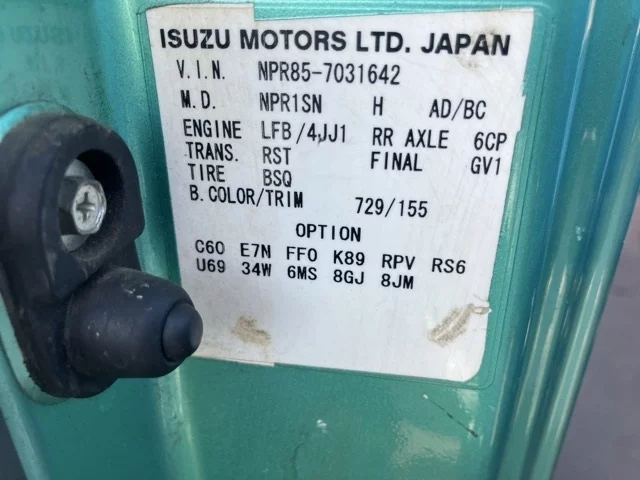 ISUZU MOTORS LTD. JAPAN
V.I.N. NPR85-7031642
M.D. NPR1SN H AD/BC
ENGINE LFB/4JJ1 RR AXLE 6CP
TRANS. RST FINAL GV1
TIRE BSQ
B.COLOR/TRIM 729/155
OPTION
C60 E7N FF0 K89 RPV RS6
U69 34W 6MS 8GJ 8JM